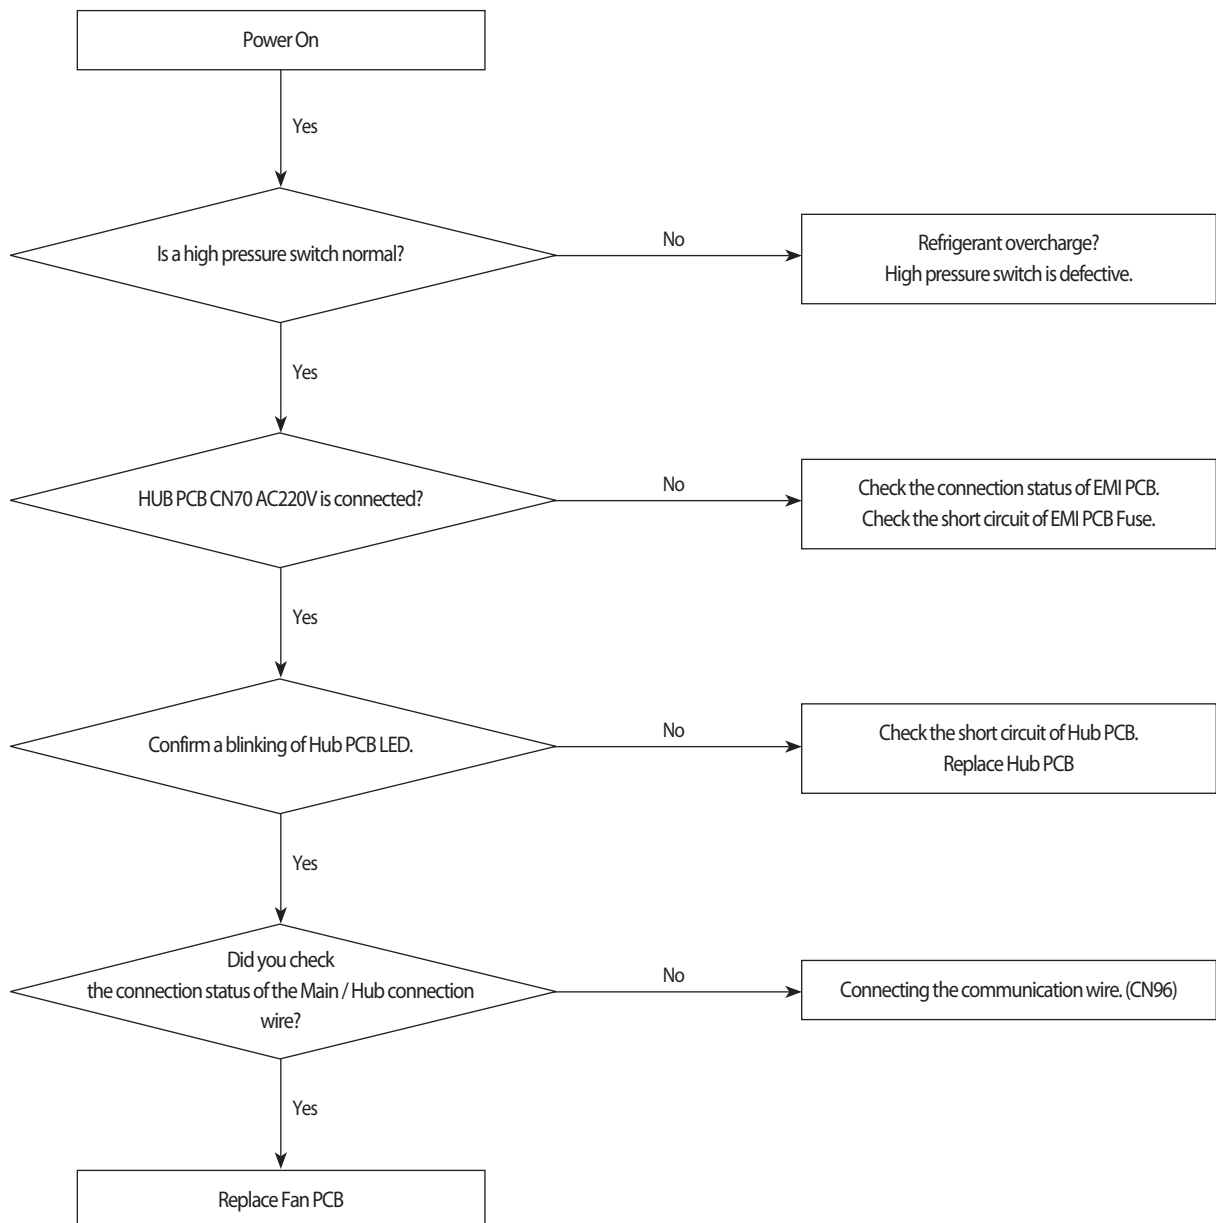 Power On
Yes
Is a high pressure switch normal?
No
Refrigerant overcharge?
High pressure switch is defective.
Yes
HUB PCB CN70 AC220V is connected?
No
Check the connection status of EMI PCB.
Check the short circuit of EMI PCB Fuse.
Yes
Confirm a blinking of Hub PCB LED.
No
Check the short circuit of Hub PCB.
Replace Hub PCB
Yes
Did you check
the connection status of the Main / Hub connection
wire?
No
Connecting the communication wire. (CN96)
Yes
Replace Fan PCB